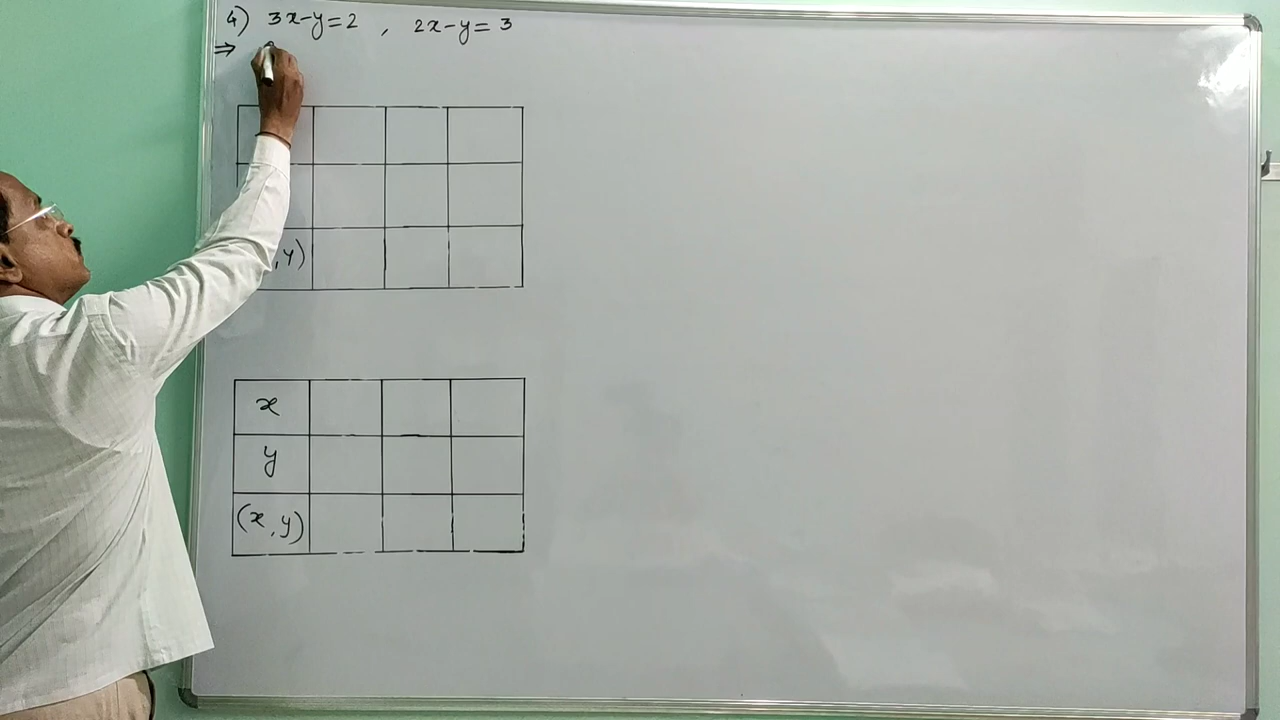 4) 3x-y=2 , 2x-y=3
⇒
,y)
x
y
(x,y)